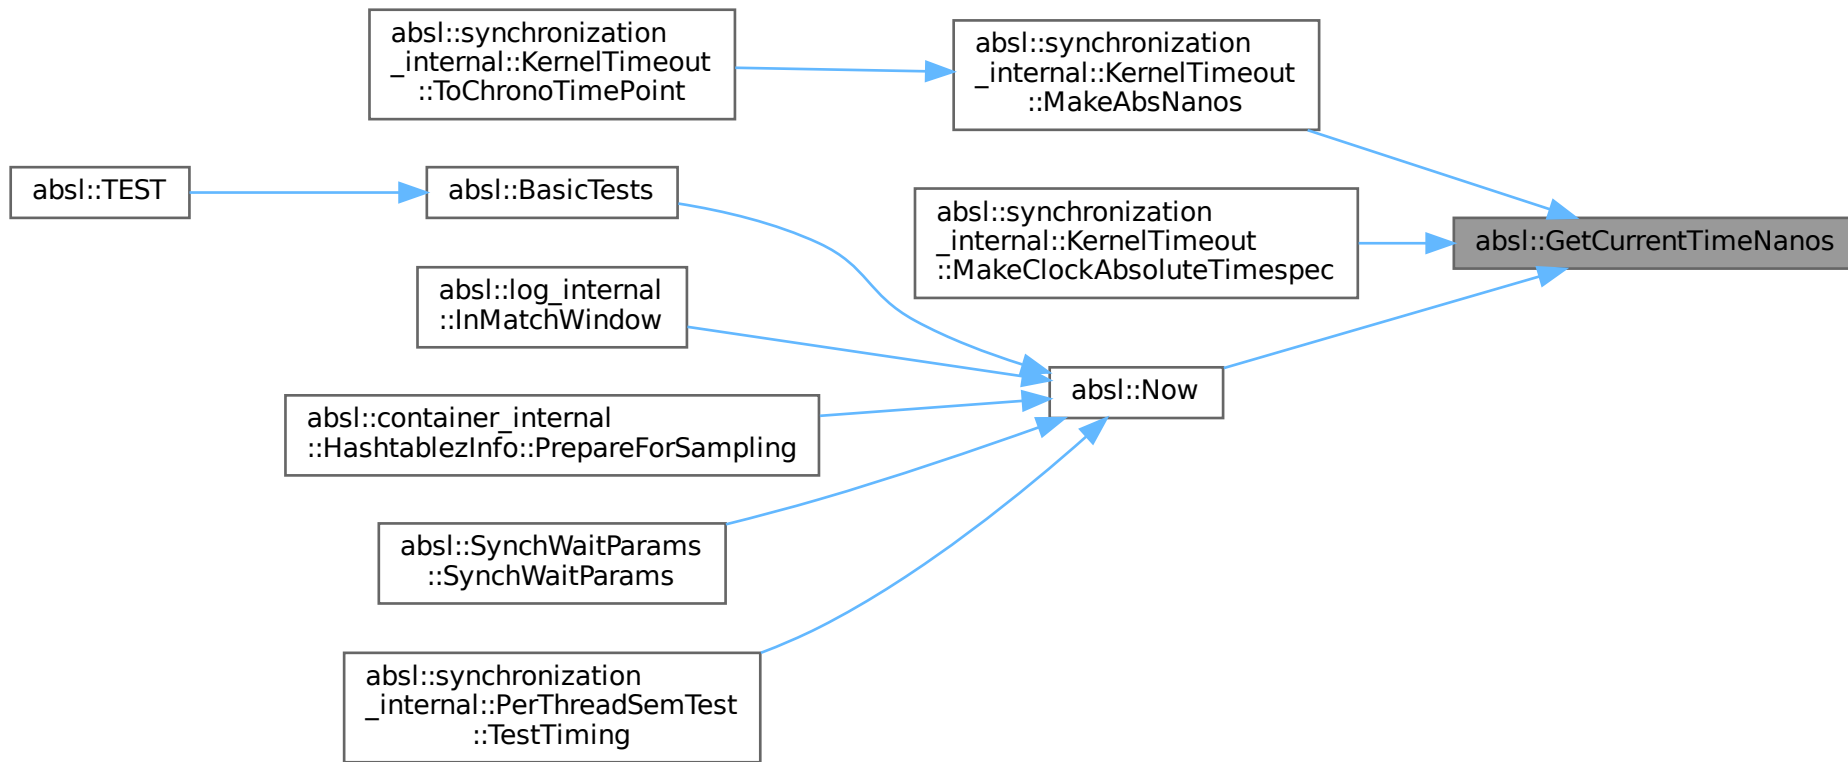 absl::synchronization
_internal::KernelTimeout
::ToChronoTimePoint
absl::synchronization
_internal::KernelTimeout
::MakeAbsNanos
absl::TEST
absl::BasicTests
absl::synchronization
_internal::KernelTimeout
::MakeClockAbsoluteTimespec
absl::GetCurrentTimeNanos
absl::log_internal
::InMatchWindow
absl::Now
absl::container_internal
::HashtablezInfo::PrepareForSampling
absl::SynchWaitParams
::SynchWaitParams
absl::synchronization
_internal::PerThreadSemTest
::TestTiming